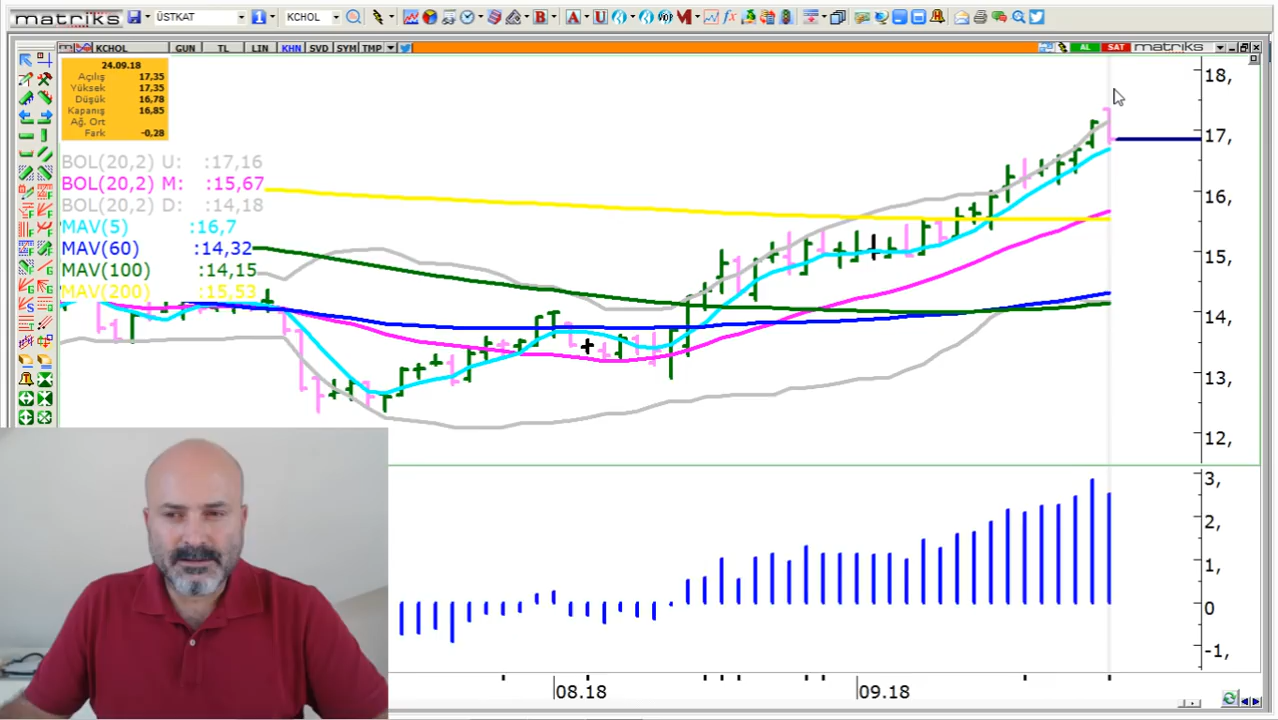 matriks ÜSTKAT KCHOL
KCHOL GUN TL LIN KHN SVD SYM TMP AL SAT matriks
24.09.18
Açılış 17,35
Yüksek 17,35
Düşük 16,78
Kapanış 16,85
Ağ. Ort
Fark -0,28
BOL(20,2) U: :17,16
BOL(20,2) M: :15,67
BOL(20,2) D: :14,18
MAV(5) :16,7
MAV(60) :14,32
MAV(100) :14,15
MAV(200) :15,53
18,
17,
16,
15,
14,
13,
12,
3,
2,
1,
0
-1,
08.18 09.18